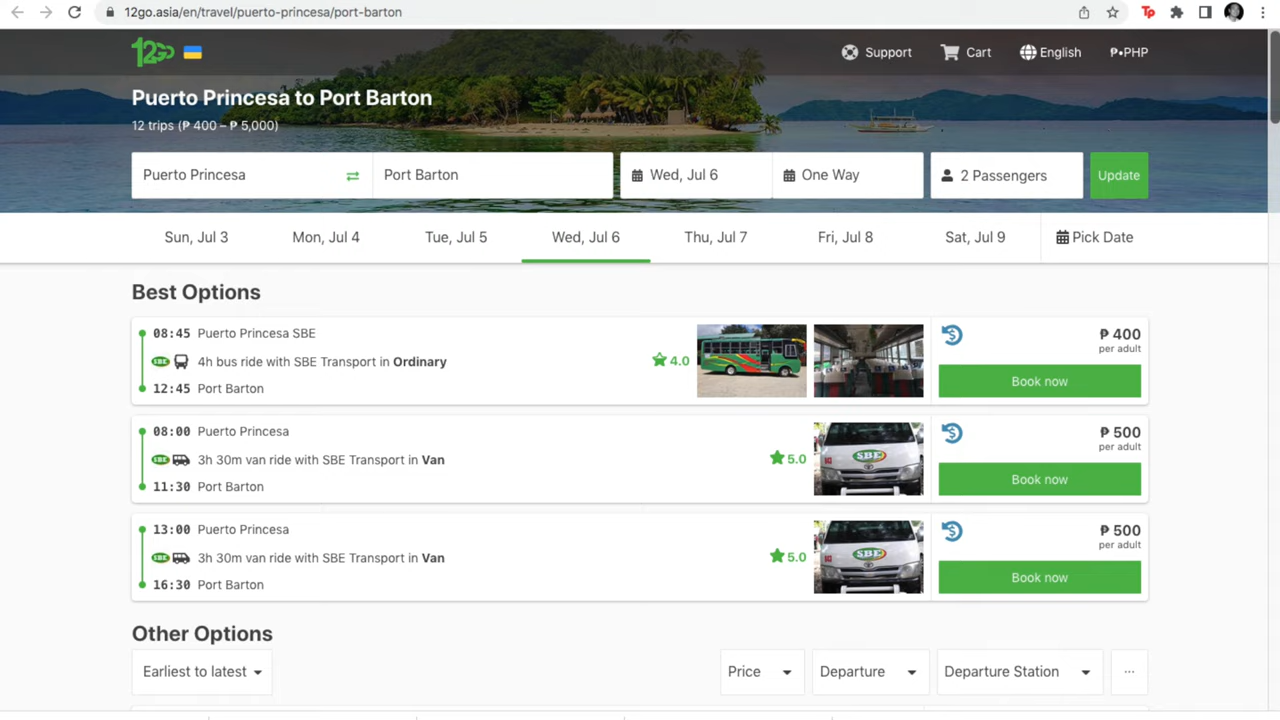 12go.asia/en/travel/puerto-princesa/port-barton
Tp
12GO
Support
Cart
English
₱•PHP
Puerto Princesa to Port Barton
12 trips (₱ 400 – ₱ 5,000)
Puerto Princesa
Port Barton
Wed, Jul 6
One Way
2 Passengers
Update
Sun, Jul 3
Mon, Jul 4
Tue, Jul 5
Wed, Jul 6
Thu, Jul 7
Fri, Jul 8
Sat, Jul 9
Pick Date
Best Options
08:45 Puerto Princesa SBE
SBE 4h bus ride with SBE Transport in Ordinary
12:45 Port Barton
4.0
₱ 400
per adult
Book now
08:00 Puerto Princesa
SBE 3h 30m van ride with SBE Transport in Van
11:30 Port Barton
5.0
SBE
₱ 500
per adult
Book now
13:00 Puerto Princesa
SBE 3h 30m van ride with SBE Transport in Van
16:30 Port Barton
5.0
SBE
₱ 500
per adult
Book now
Other Options
Earliest to latest
Price
Departure
Departure Station
...